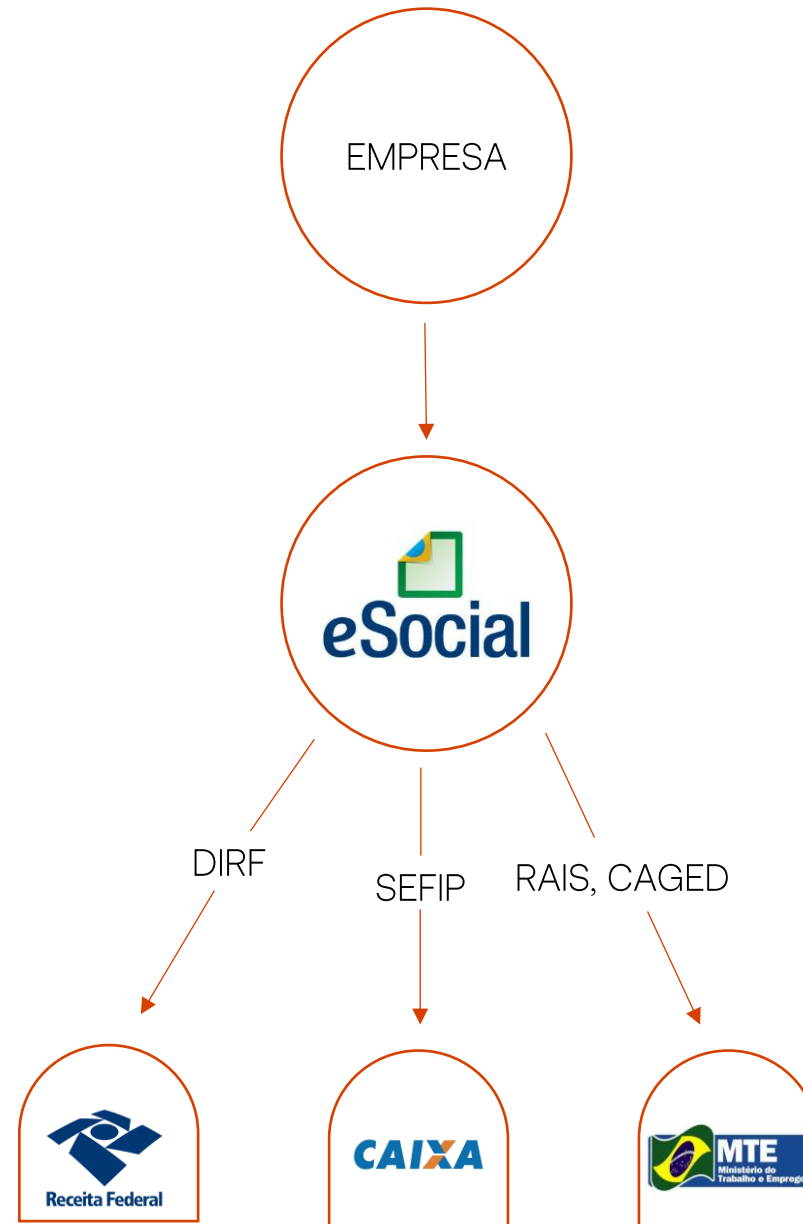 EMPRESA
eSocial
DIRF
SEFIP
RAIS, CAGED
Receita Federal
CAIXA
MTE
Ministério do
Trabalho e Emprego